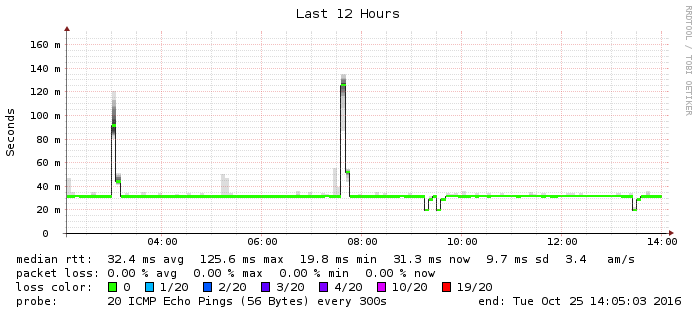 Last 12 Hours
RRDTOOL / TOBI OETIKER
Seconds
160 m
140 m
120 m
100 m
80 m
60 m
40 m
20 m
0
04:00 06:00 08:00 10:00 12:00 14:00
median rtt: 32.4 ms avg 125.6 ms max 19.8 ms min 31.3 ms now 9.7 ms sd 3.4 am/s
packet loss: 0.00 % avg 0.00 % max 0.00 % min 0.00 % now
loss color: 0 1/20 2/20 3/20 4/20 10/20 19/20
probe: 20 ICMP Echo Pings (56 Bytes) every 300s end: Tue Oct 25 14:05:03 2016